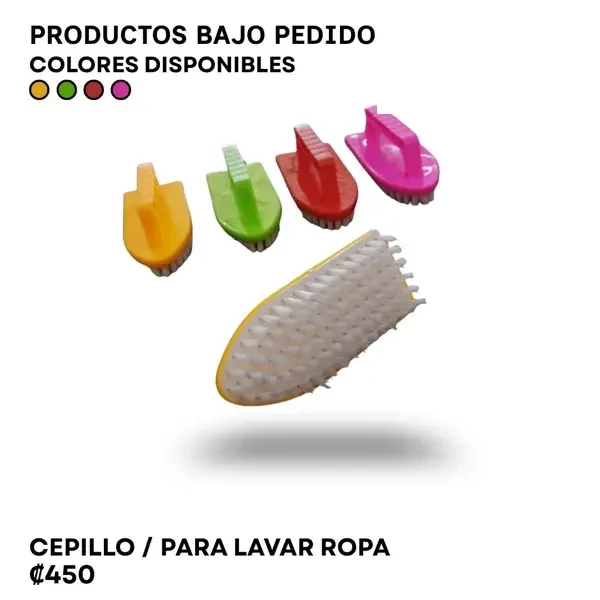 PRODUCTOS BAJO PEDIDO
COLORES DISPONIBLES
CEPILLO / PARA LAVAR ROPA
₡450